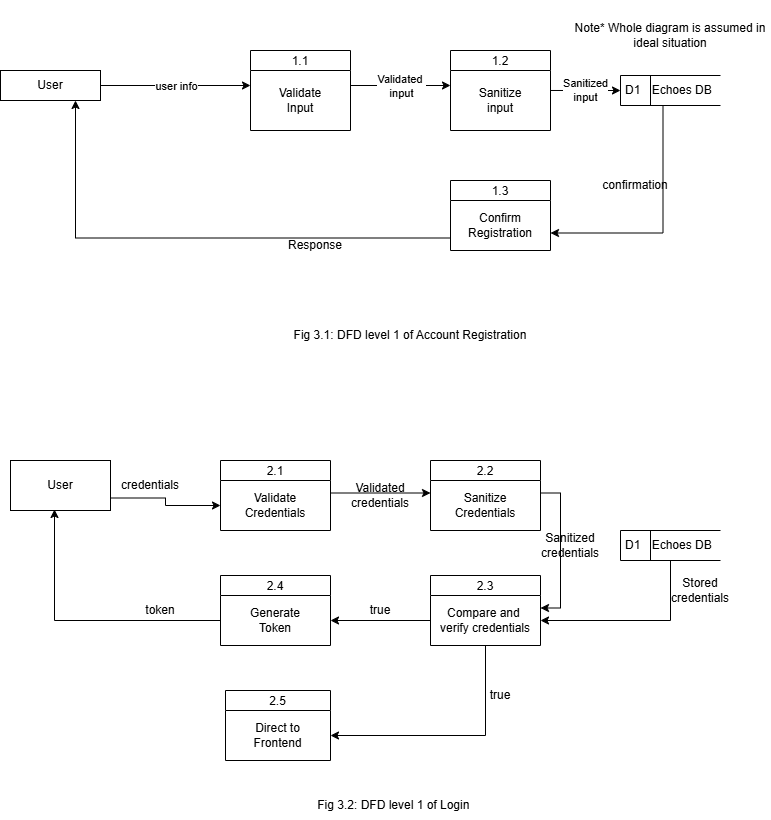 Note* Whole diagram is assumed in
ideal situation
User
user info
1.1
Validate
Input
Validated
input
1.2
Sanitize
input
Sanitized
input
D1
Echoes DB
confirmation
1.3
Confirm
Registration
Response
Fig 3.1: DFD level 1 of Account Registration
User
credentials
2.1
Validate
Credentials
Validated
credentials
2.2
Sanitize
Credentials
Sanitized
credentials
D1
Echoes DB
Stored
credentials
2.3
Compare and
verify credentials
true
2.4
Generate
Token
token
true
2.5
Direct to
Frontend
Fig 3.2: DFD level 1 of Login